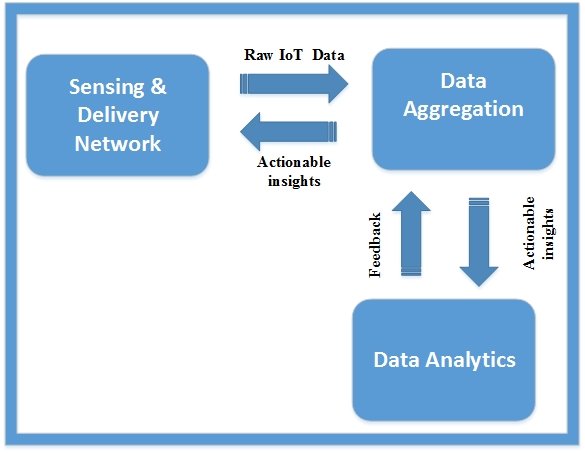 Raw IoT Data
Sensing &
Delivery
Network
Data
Aggregation
Actionable
insights
Feedback
Actionable
insights
Data Analytics